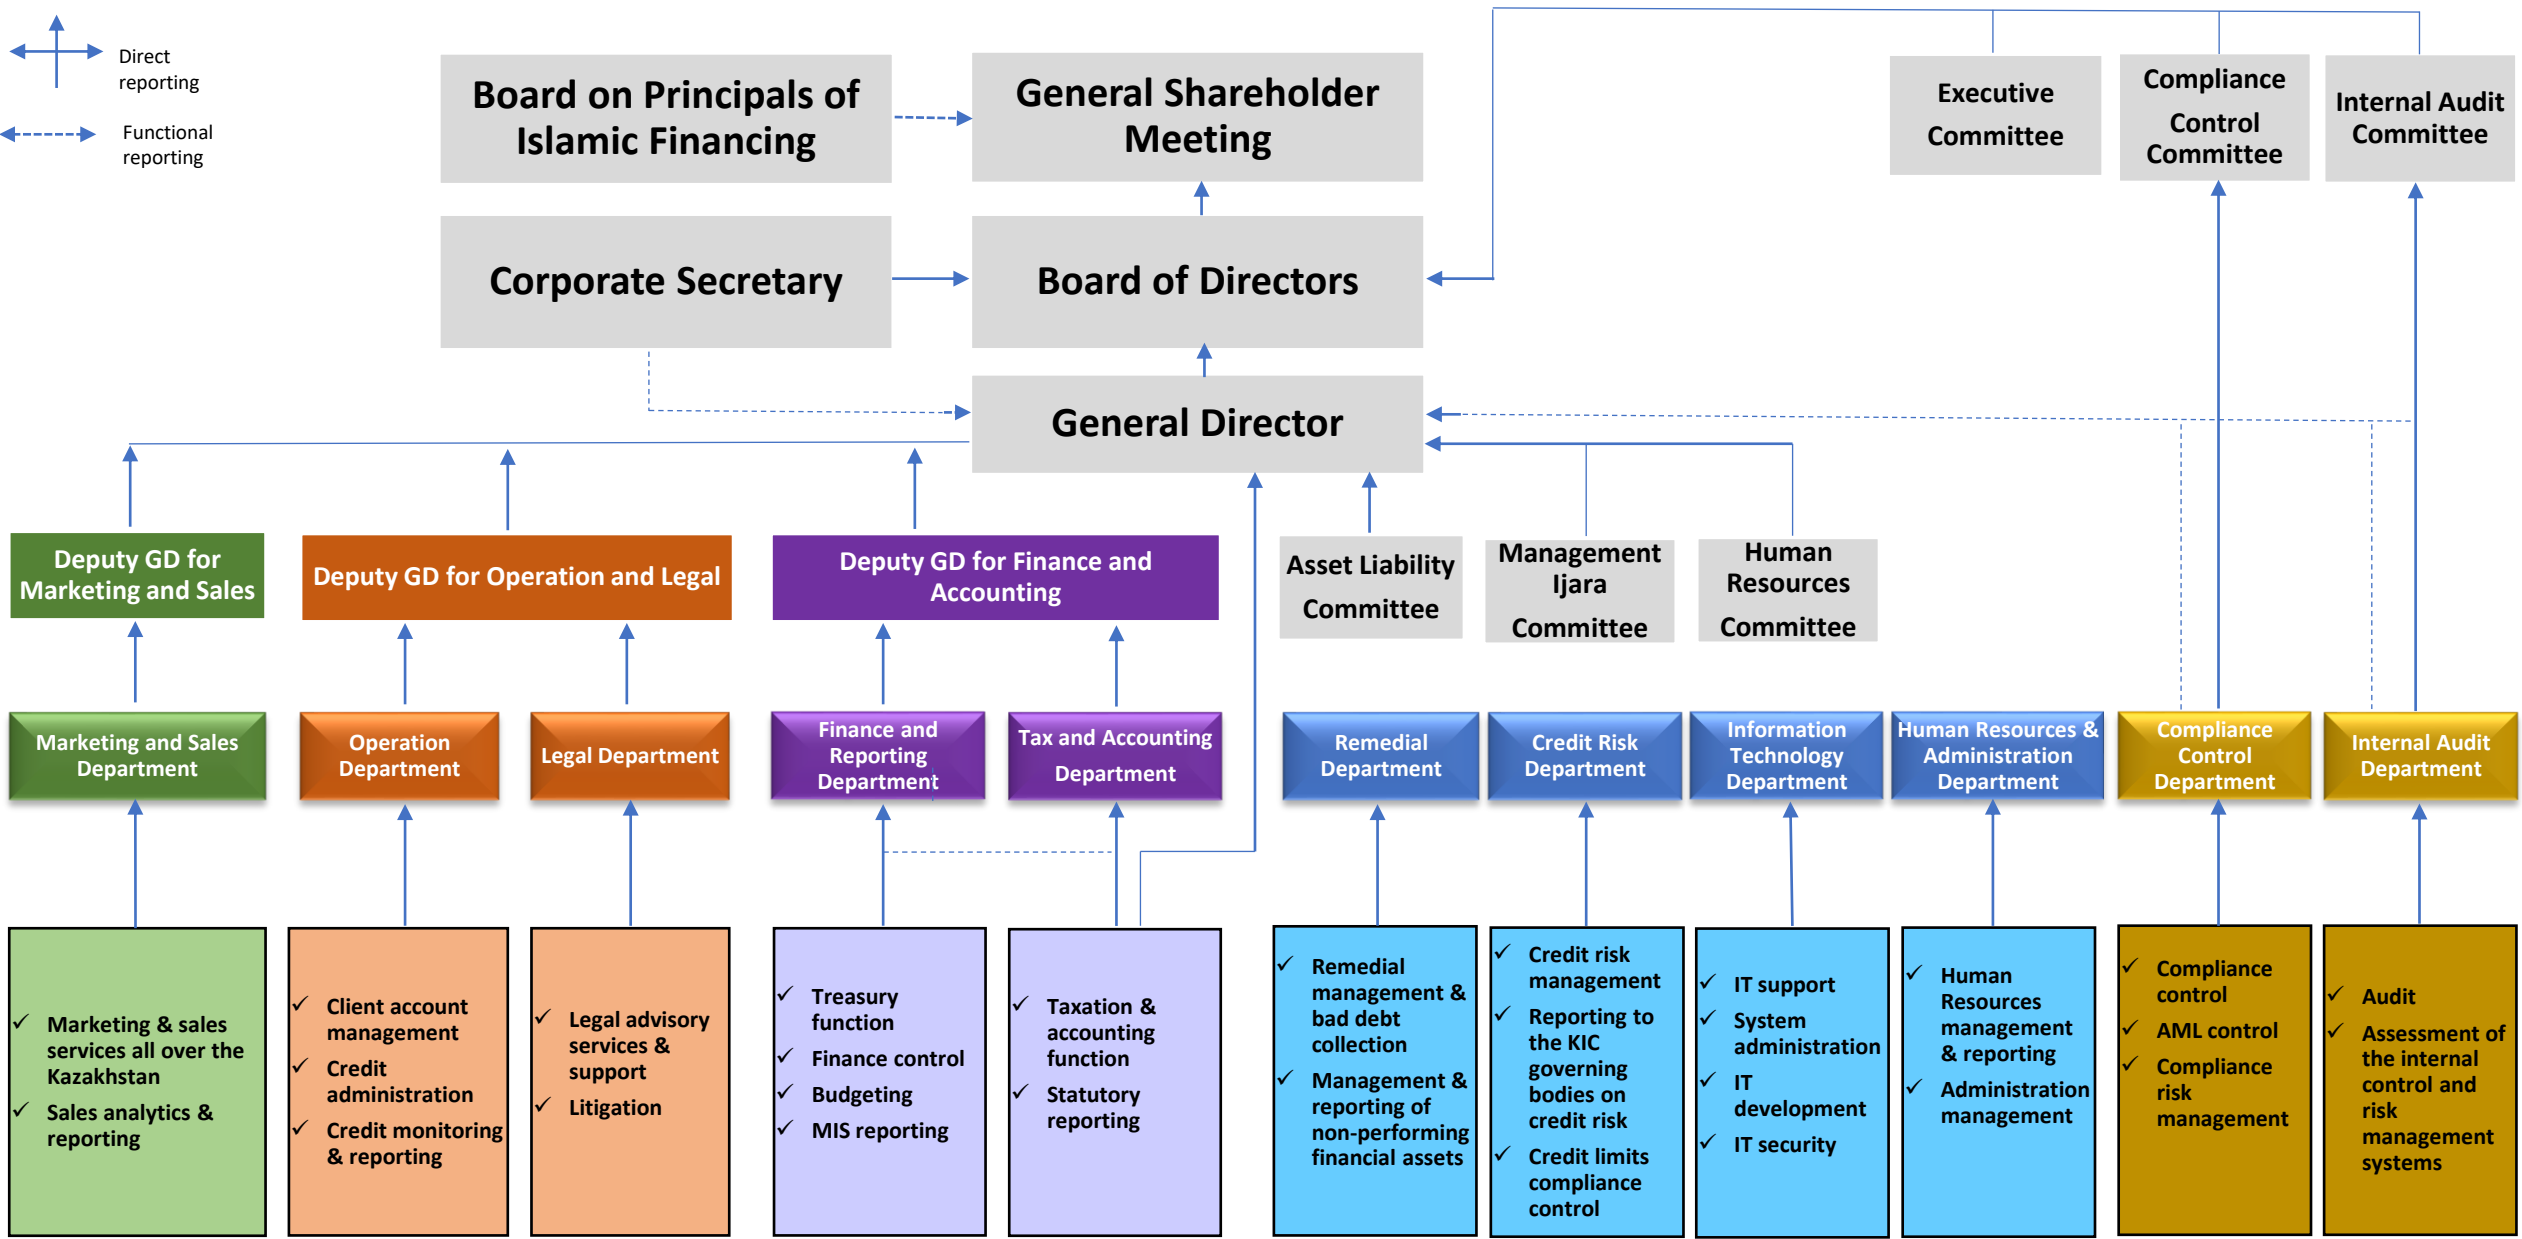 Direct
reporting
Functional
reporting
Board on Principals of
Islamic Financing
General Shareholder
Meeting
Executive
Committee
Compliance
Control
Committee
Internal Audit
Committee
Corporate Secretary
Board of Directors
General Director
Deputy GD for
Marketing and Sales
Deputy GD for Operation and Legal
Deputy GD for Finance and
Accounting
Asset Liability
Committee
Management
Ijara
Committee
Human
Resources
Committee
Marketing and Sales
Department
Operation
Department
Legal Department
Finance and
Reporting
Department
Tax and Accounting
Department
Remedial
Department
Credit Risk
Department
Information
Technology
Department
Human Resources &
Administration
Department
Compliance
Control
Department
Internal Audit
Department
✓ Marketing & sales
services all over the
Kazakhstan
✓ Sales analytics &
reporting
✓ Client account
management
✓ Credit
administration
✓ Credit monitoring
& reporting
✓ Legal advisory
services &
support
✓ Litigation
✓ Treasury
function
✓ Finance control
✓ Budgeting
✓ MIS reporting
✓ Taxation &
accounting
function
✓ Statutory
reporting
✓ Remedial
management &
bad debt
collection
✓ Management &
reporting of
non-performing
financial assets
✓ Credit risk
management
✓ Reporting to
the KIC
governing
bodies on
credit risk
✓ Credit limits
compliance
control
✓ IT support
✓ System
administration
✓ IT
development
✓ IT security
✓ Human
Resources
management
& reporting
✓ Administration
management
✓ Compliance
control
✓ AML control
✓ Compliance
risk
management
✓ Audit
✓ Assessment of
the internal
control and
risk
management
systems